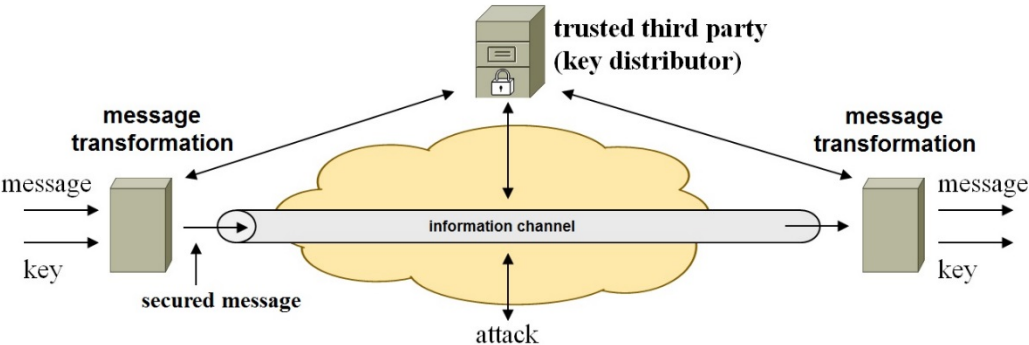 trusted third party
(key distributor)
message
transformation
message
transformation
message
key
information channel
message
key
secured message
attack